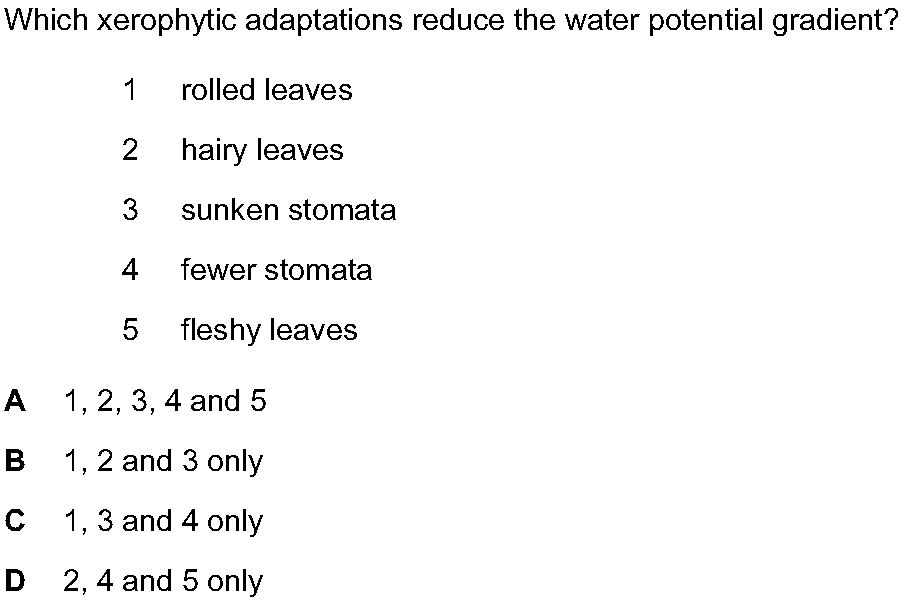 Which xerophytic adaptations reduce the water potential gradient?
1 rolled leaves
2 hairy leaves
3 sunken stomata
4 fewer stomata
5 fleshy leaves
A 1, 2, 3, 4 and 5
B 1, 2 and 3 only
C 1, 3 and 4 only
D 2, 4 and 5 only